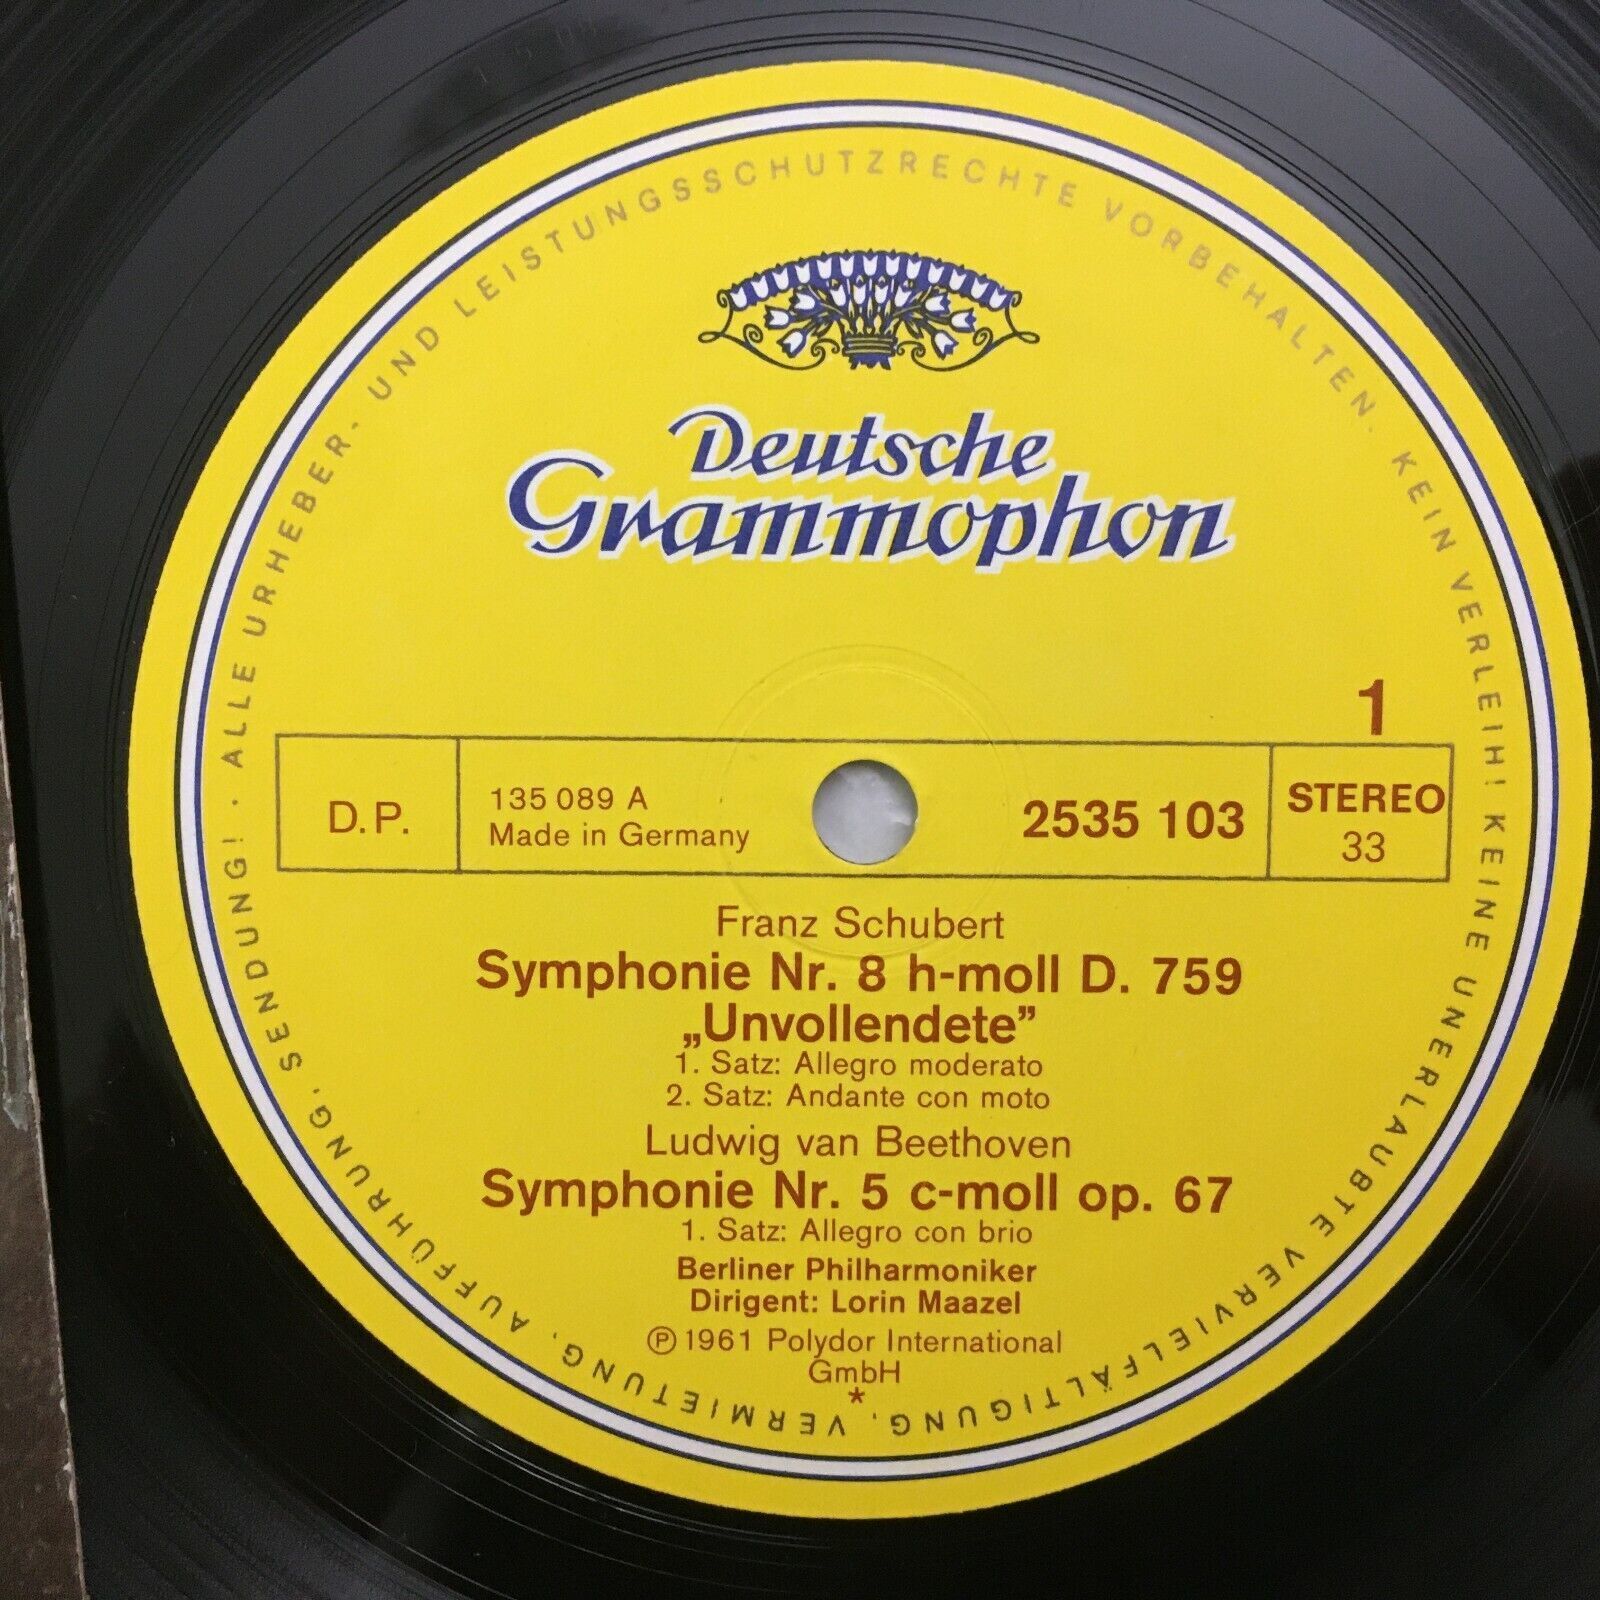 · ALLE URHEBER- UND LEISTUNGSSCHUTZRECHTE VORBEHALTEN. KEIN VERLEIH! KEINE UNERLAUBTE VERVIELFÄLTIGUNG, VERMIETUNG, AUFFÜHRUNG, SENDUNG!
Deutsche
Grammophon
1
D.P.
135 089 A
Made in Germany
2535 103
STEREO
33
Franz Schubert
Symphonie Nr. 8 h-moll D. 759
„Unvollendete”
1. Satz: Allegro moderato
2. Satz: Andante con moto
Ludwig van Beethoven
Symphonie Nr. 5 c-moll op. 67
1. Satz: Allegro con brio
Berliner Philharmoniker
Dirigent: Lorin Maazel
℗ 1961 Polydor International
GmbH
*